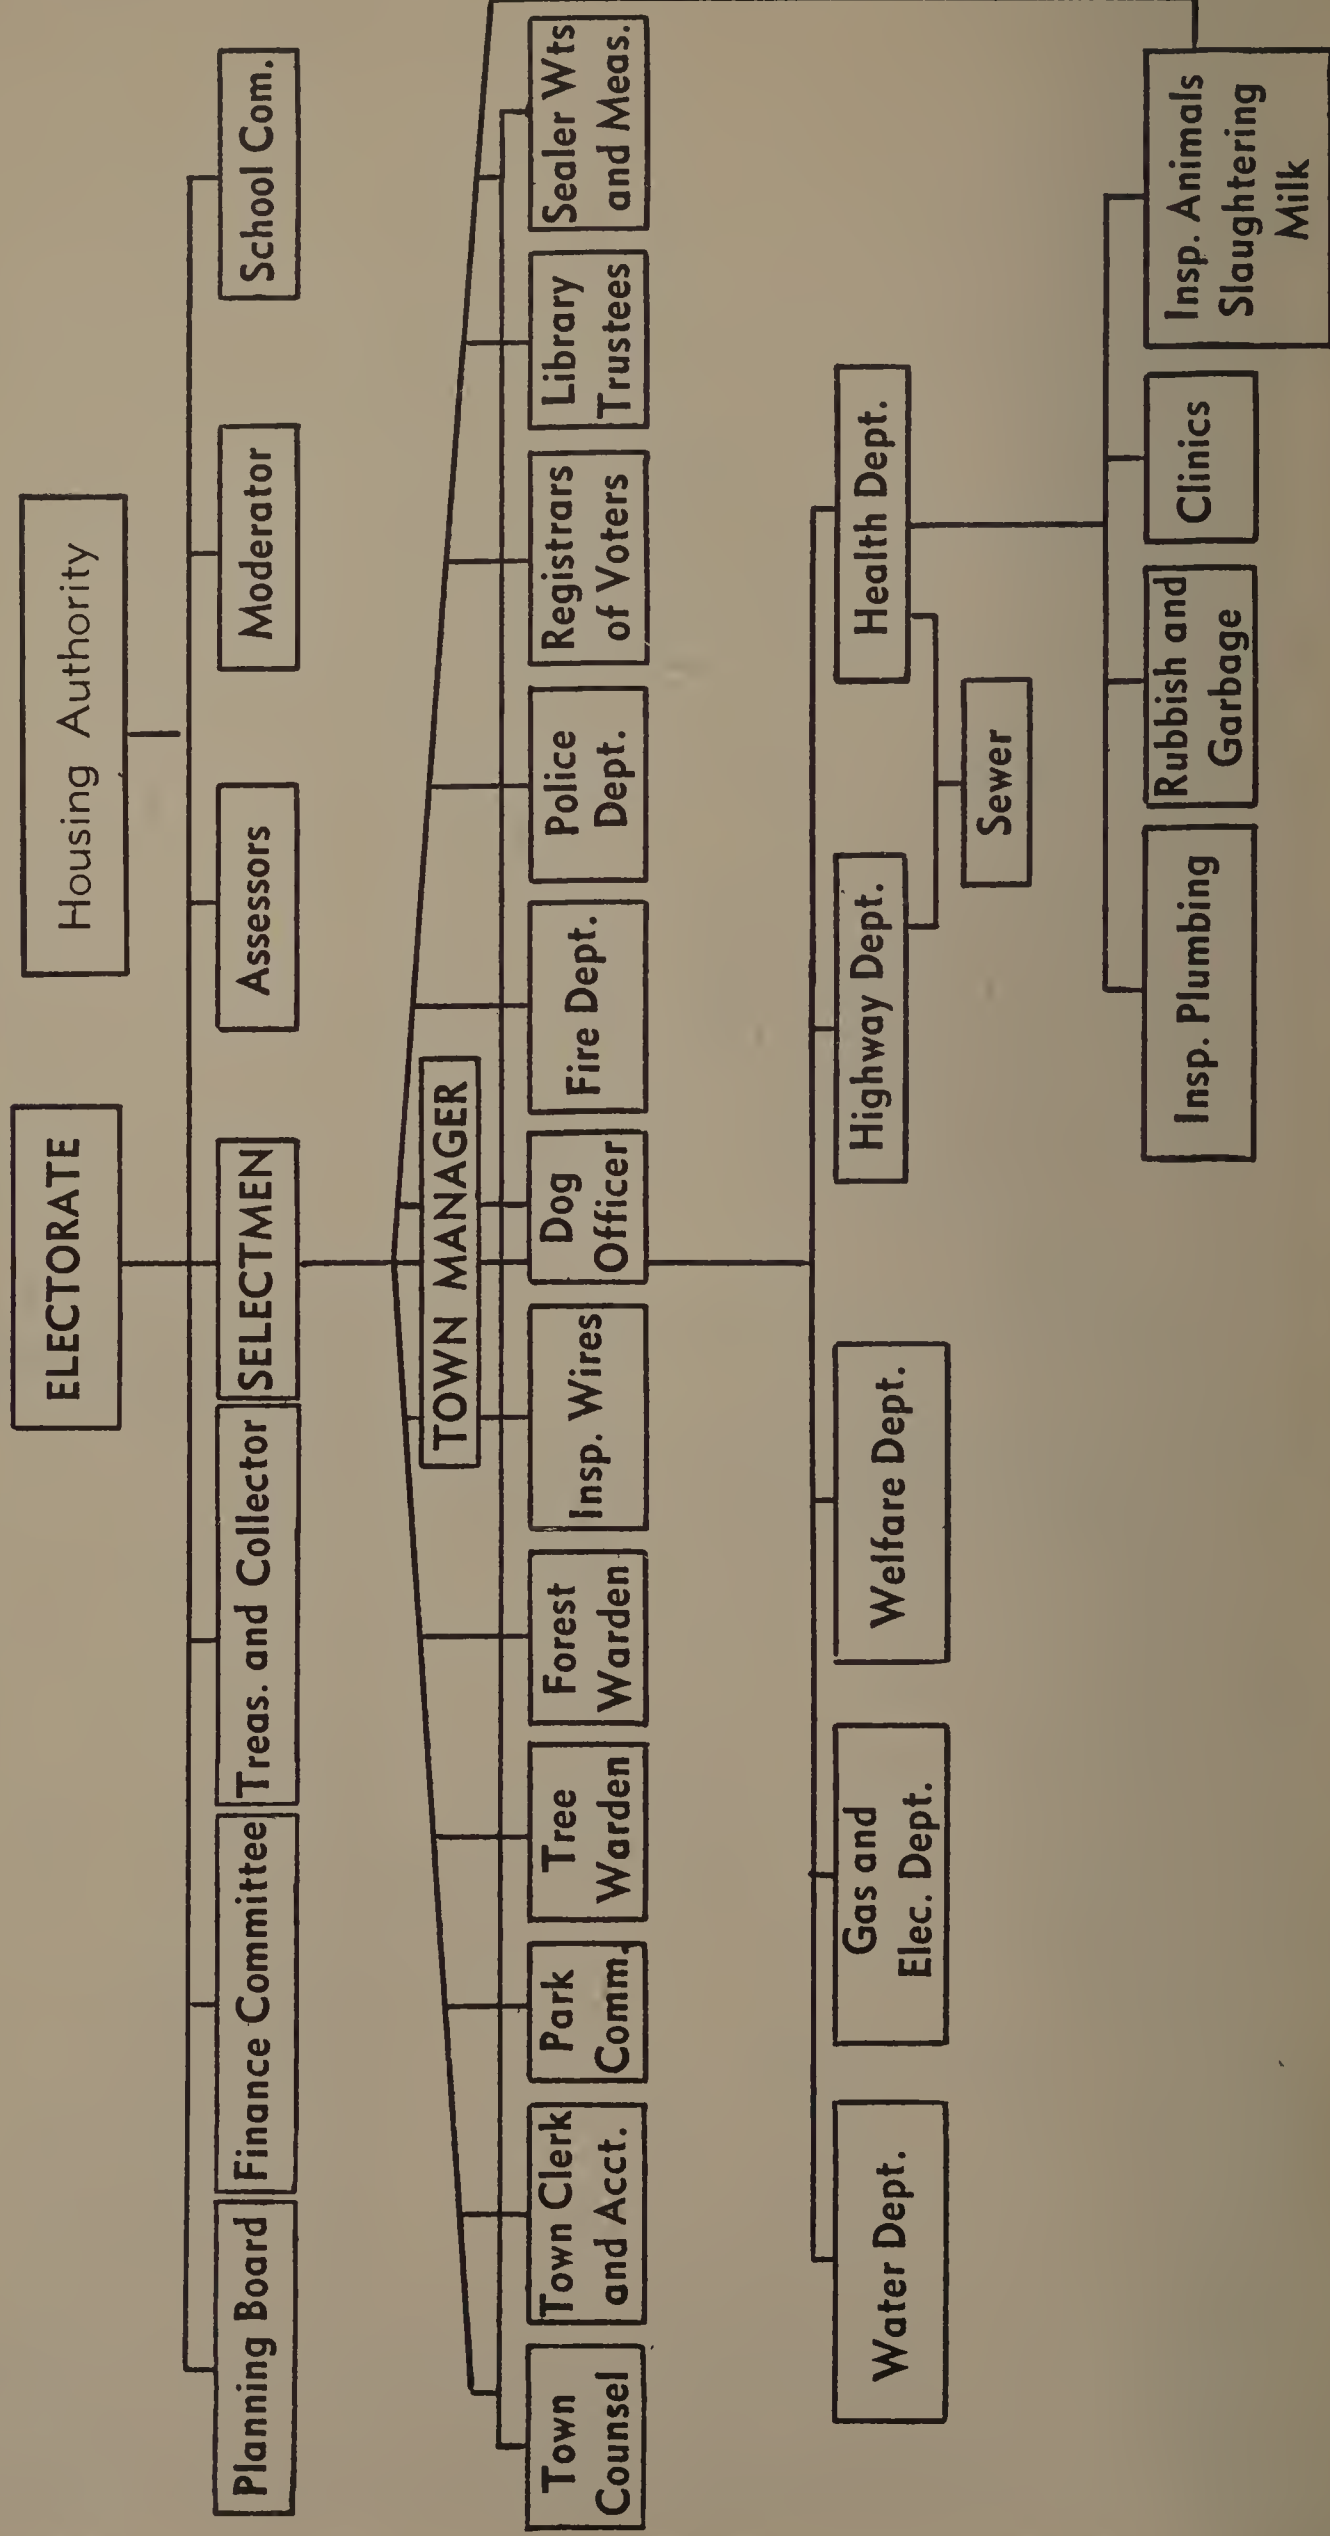 ELECTORATE
Housing Authority
Planning Board
Finance Committee
Treas. and Collector
SELECTMEN
Assessors
Moderator
School Com.
TOWN MANAGER
Town
Counsel
Town Clerk
and Acct.
Park
Comm.
Tree
Warden
Forest
Warden
Insp. Wires
Dog
Officer
Fire Dept.
Police
Dept.
Registrars
of Voters
Library
Trustees
Sealer Wts
and Meas.
Water Dept.
Gas and
Elec. Dept.
Welfare Dept.
Highway Dept.
Health Dept.
Sewer
Insp. Plumbing
Rubbish and
Garbage
Clinics
Insp. Animals
Slaughtering
Milk